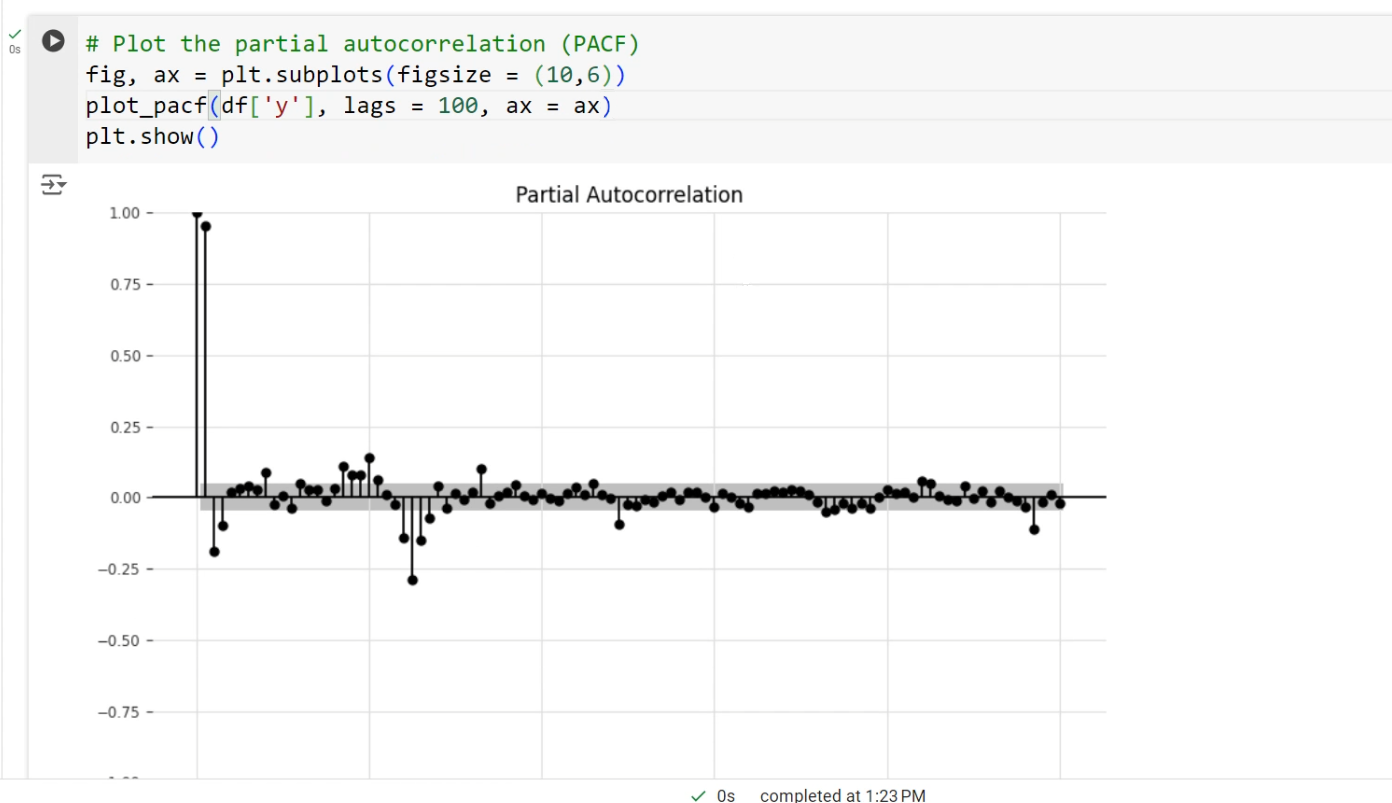 0s
# Plot the partial autocorrelation (PACF)
fig, ax = plt.subplots(figsize = (10,6))
plot_pacf(df['y'], lags = 100, ax = ax)
plt.show()
Partial Autocorrelation
1.00
0.75
0.50
0.25
0.00
−0.25
−0.50
−0.75
0s completed at 1:23 PM